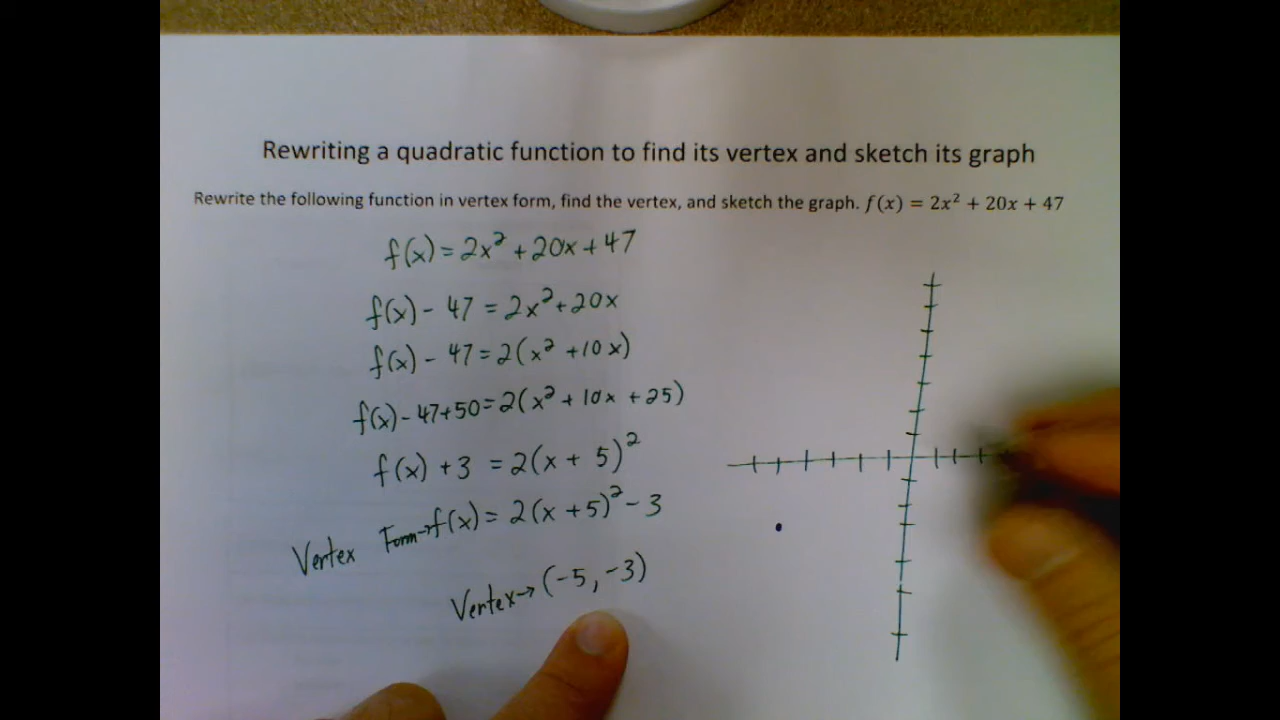 Rewriting a quadratic function to find its vertex and sketch its graph
Rewrite the following function in vertex form, find the vertex, and sketch the graph. f(x) = 2x² + 20x + 47
f(x) = 2x² + 20x + 47
f(x) - 47 = 2x² + 20x
f(x) - 47 = 2(x² + 10x)
f(x) - 47 + 50 = 2(x² + 10x + 25)
f(x) + 3 = 2(x + 5)²
Vertex Form → f(x) = 2(x + 5)² - 3
Vertex → (-5, -3)